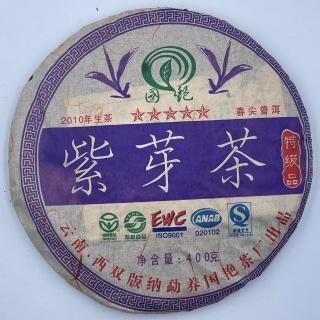 国艳
2010年生茶 ☆☆☆☆☆ 春尖普洱
紫芽茶
特级品
EWC ANAB
ISO9001 020102
净含量:400克
云南·西双版纳勐养国艳茶厂出品